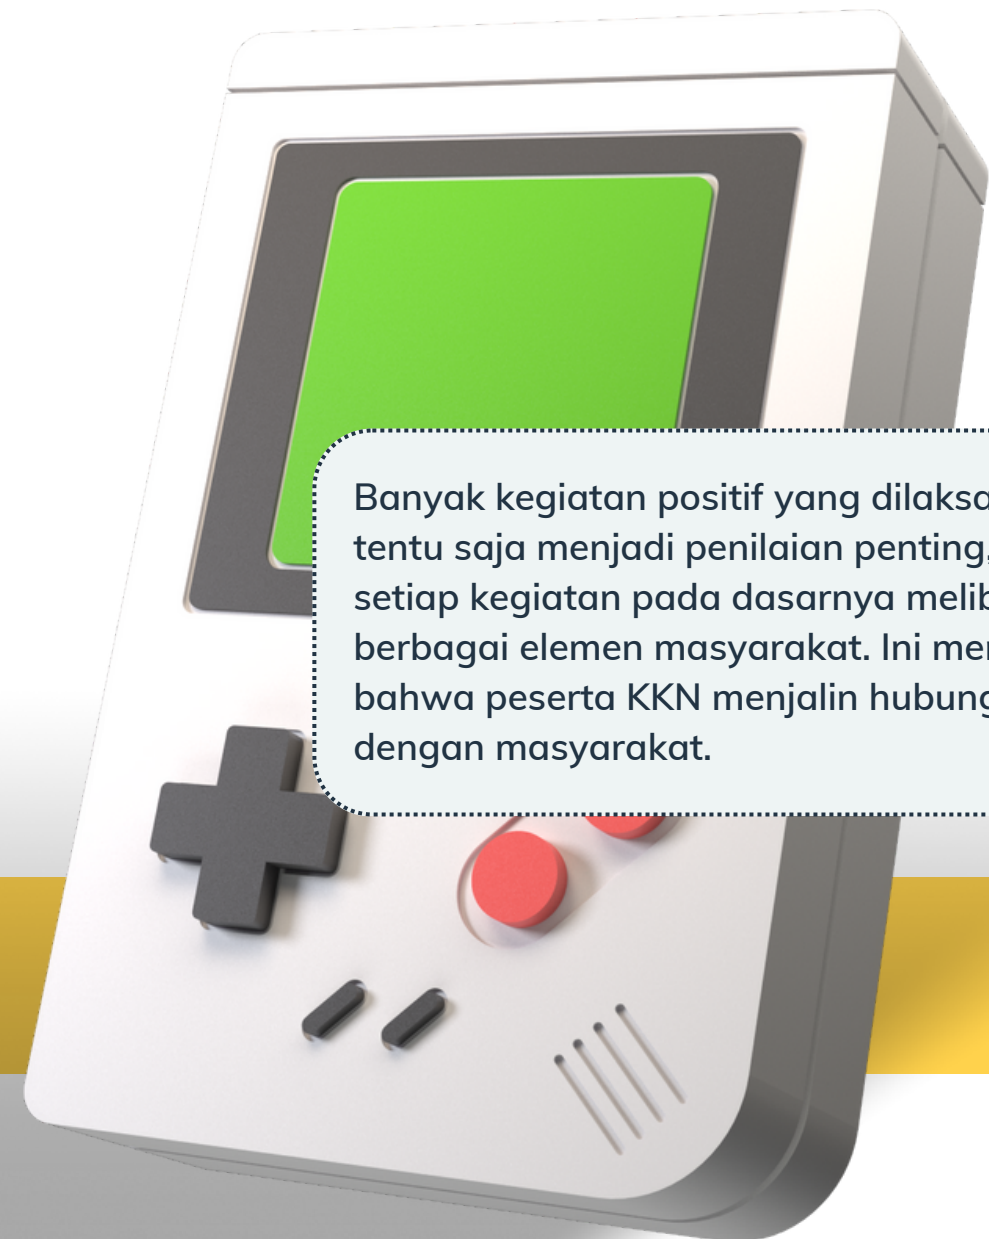 Banyak kegiatan positif yang
tentu saja menjadi penilaian penting,
setiap kegiatan pada dasarnya
berbagai elemen masyarakat. Ini
bahwa peserta KKN menjalin
dengan masyarakat.